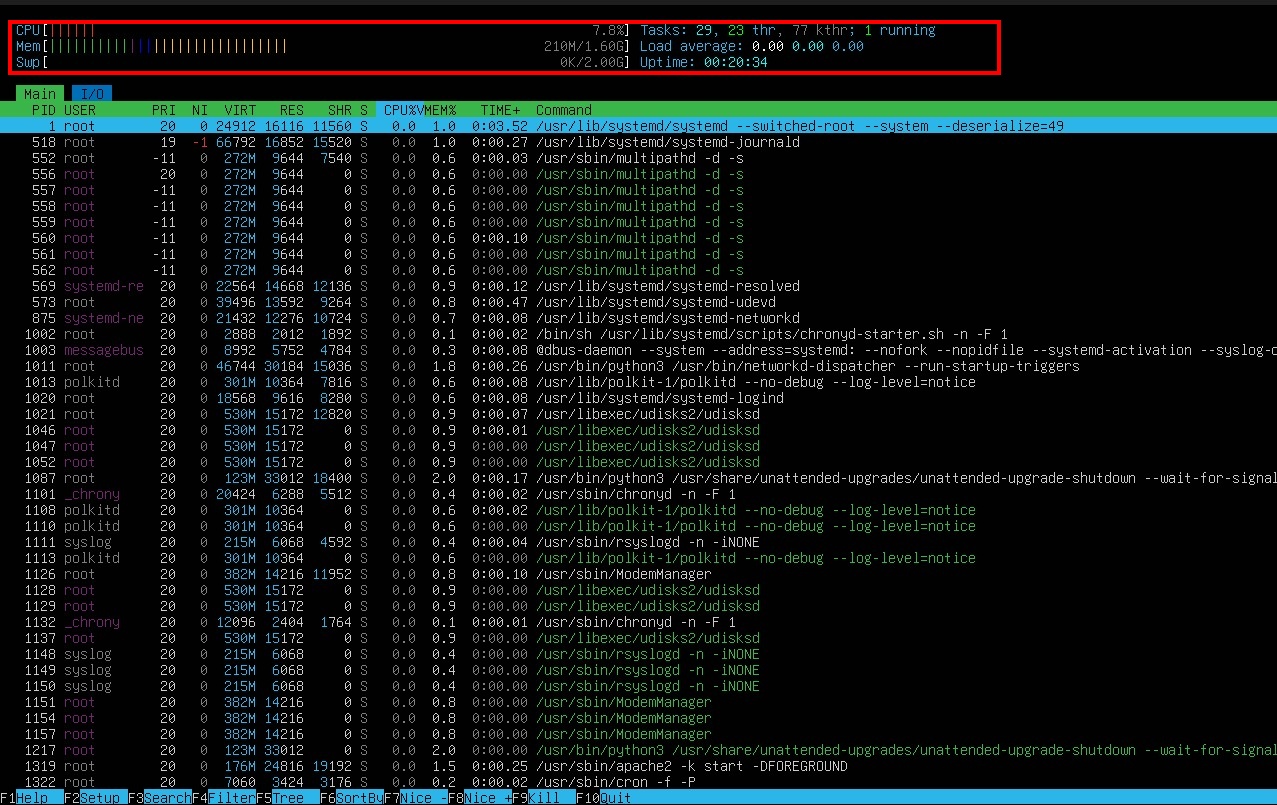 CPU[|||||| 7.8%] Tasks: 29, 23 thr, 77 kthr; 1 running
Mem[|||||||||||||||||||||||||||||| 210M/1.60G] Load average: 0.00 0.00 0.00
Swp[ 0K/2.00G] Uptime: 00:20:34
Main I/O
PID USER PRI NI VIRT RES SHR S CPU%▽MEM% TIME+ Command
1 root 20 0 24912 16116 11560 S 0.0 1.0 0:03.52 /usr/lib/systemd/systemd --switched-root --system --deserialize=49
518 root 19 -1 66792 16852 15520 S 0.0 1.0 0:00.27 /usr/lib/systemd/systemd-journald
552 root -11 0 272M 9644 7540 S 0.0 0.6 0:00.03 /usr/sbin/multipathd -d -s
556 root 20 0 272M 9644 0 S 0.0 0.6 0:00.00 /usr/sbin/multipathd -d -s
557 root -11 0 272M 9644 0 S 0.0 0.6 0:00.00 /usr/sbin/multipathd -d -s
558 root -11 0 272M 9644 0 S 0.0 0.6 0:00.00 /usr/sbin/multipathd -d -s
559 root -11 0 272M 9644 0 S 0.0 0.6 0:00.00 /usr/sbin/multipathd -d -s
560 root -11 0 272M 9644 0 S 0.0 0.6 0:00.10 /usr/sbin/multipathd -d -s
561 root -11 0 272M 9644 0 S 0.0 0.6 0:00.00 /usr/sbin/multipathd -d -s
562 root -11 0 272M 9644 0 S 0.0 0.6 0:00.00 /usr/sbin/multipathd -d -s
569 systemd-re 20 0 22564 14668 12136 S 0.0 0.9 0:00.12 /usr/lib/systemd/systemd-resolved
573 root 20 0 39496 13592 9264 S 0.0 0.8 0:00.47 /usr/lib/systemd/systemd-udevd
875 systemd-ne 20 0 21432 12276 10724 S 0.0 0.7 0:00.08 /usr/lib/systemd/systemd-networkd
1002 root 20 0 2888 2012 1892 S 0.0 0.1 0:00.02 /bin/sh /usr/lib/systemd/scripts/chronyd-starter.sh -n -F 1
1003 messagebus 20 0 8992 5752 4784 S 0.0 0.3 0:00.08 @dbus-daemon --system --address=systemd: --nofork --nopidfile --systemd-activation --syslog-o
1011 root 20 0 46744 30184 15036 S 0.0 1.8 0:00.26 /usr/bin/python3 /usr/bin/networkd-dispatcher --run-startup-triggers
1013 polkitd 20 0 301M 10364 7816 S 0.0 0.6 0:00.08 /usr/lib/polkit-1/polkitd --no-debug --log-level=notice
1020 root 20 0 18568 9616 8280 S 0.0 0.6 0:00.08 /usr/lib/systemd/systemd-logind
1021 root 20 0 530M 15172 12820 S 0.0 0.9 0:00.07 /usr/libexec/udisks2/udisksd
1046 root 20 0 530M 15172 0 S 0.0 0.9 0:00.01 /usr/libexec/udisks2/udisksd
1047 root 20 0 530M 15172 0 S 0.0 0.9 0:00.00 /usr/libexec/udisks2/udisksd
1052 root 20 0 530M 15172 0 S 0.0 0.9 0:00.00 /usr/libexec/udisks2/udisksd
1087 root 20 0 123M 33012 18400 S 0.0 2.0 0:00.17 /usr/bin/python3 /usr/share/unattended-upgrades/unattended-upgrade-shutdown --wait-for-signal
1101 _chrony 20 0 20424 6288 5512 S 0.0 0.4 0:00.02 /usr/sbin/chronyd -n -F 1
1108 polkitd 20 0 301M 10364 0 S 0.0 0.6 0:00.02 /usr/lib/polkit-1/polkitd --no-debug --log-level=notice
1110 polkitd 20 0 301M 10364 0 S 0.0 0.6 0:00.00 /usr/lib/polkit-1/polkitd --no-debug --log-level=notice
1111 syslog 20 0 215M 6068 4592 S 0.0 0.4 0:00.04 /usr/sbin/rsyslogd -n -iNONE
1113 polkitd 20 0 301M 10364 0 S 0.0 0.6 0:00.00 /usr/lib/polkit-1/polkitd --no-debug --log-level=notice
1126 root 20 0 382M 14216 11952 S 0.0 0.8 0:00.10 /usr/sbin/ModemManager
1128 root 20 0 530M 15172 0 S 0.0 0.9 0:00.00 /usr/libexec/udisks2/udisksd
1129 root 20 0 530M 15172 0 S 0.0 0.9 0:00.00 /usr/libexec/udisks2/udisksd
1132 _chrony 20 0 12096 2404 1764 S 0.0 0.1 0:00.01 /usr/sbin/chronyd -n -F 1
1137 root 20 0 530M 15172 0 S 0.0 0.9 0:00.00 /usr/libexec/udisks2/udisksd
1148 syslog 20 0 215M 6068 0 S 0.0 0.4 0:00.00 /usr/sbin/rsyslogd -n -iNONE
1149 syslog 20 0 215M 6068 0 S 0.0 0.4 0:00.00 /usr/sbin/rsyslogd -n -iNONE
1150 syslog 20 0 215M 6068 0 S 0.0 0.4 0:00.00 /usr/sbin/rsyslogd -n -iNONE
1151 root 20 0 382M 14216 0 S 0.0 0.8 0:00.00 /usr/sbin/ModemManager
1154 root 20 0 382M 14216 0 S 0.0 0.8 0:00.00 /usr/sbin/ModemManager
1157 root 20 0 382M 14216 0 S 0.0 0.8 0:00.00 /usr/sbin/ModemManager
1217 root 20 0 123M 33012 0 S 0.0 2.0 0:00.00 /usr/bin/python3 /usr/share/unattended-upgrades/unattended-upgrade-shutdown --wait-for-signal
1319 root 20 0 176M 24816 19192 S 0.0 1.5 0:00.25 /usr/sbin/apache2 -k start -DFOREGROUND
1322 root 20 0 7060 3424 3176 S 0.0 0.2 0:00.02 /usr/sbin/cron -f -P
F1Help F2Setup F3SearchF4FilterF5Tree F6SortByF7Nice -F8Nice +F9Kill F10Quit